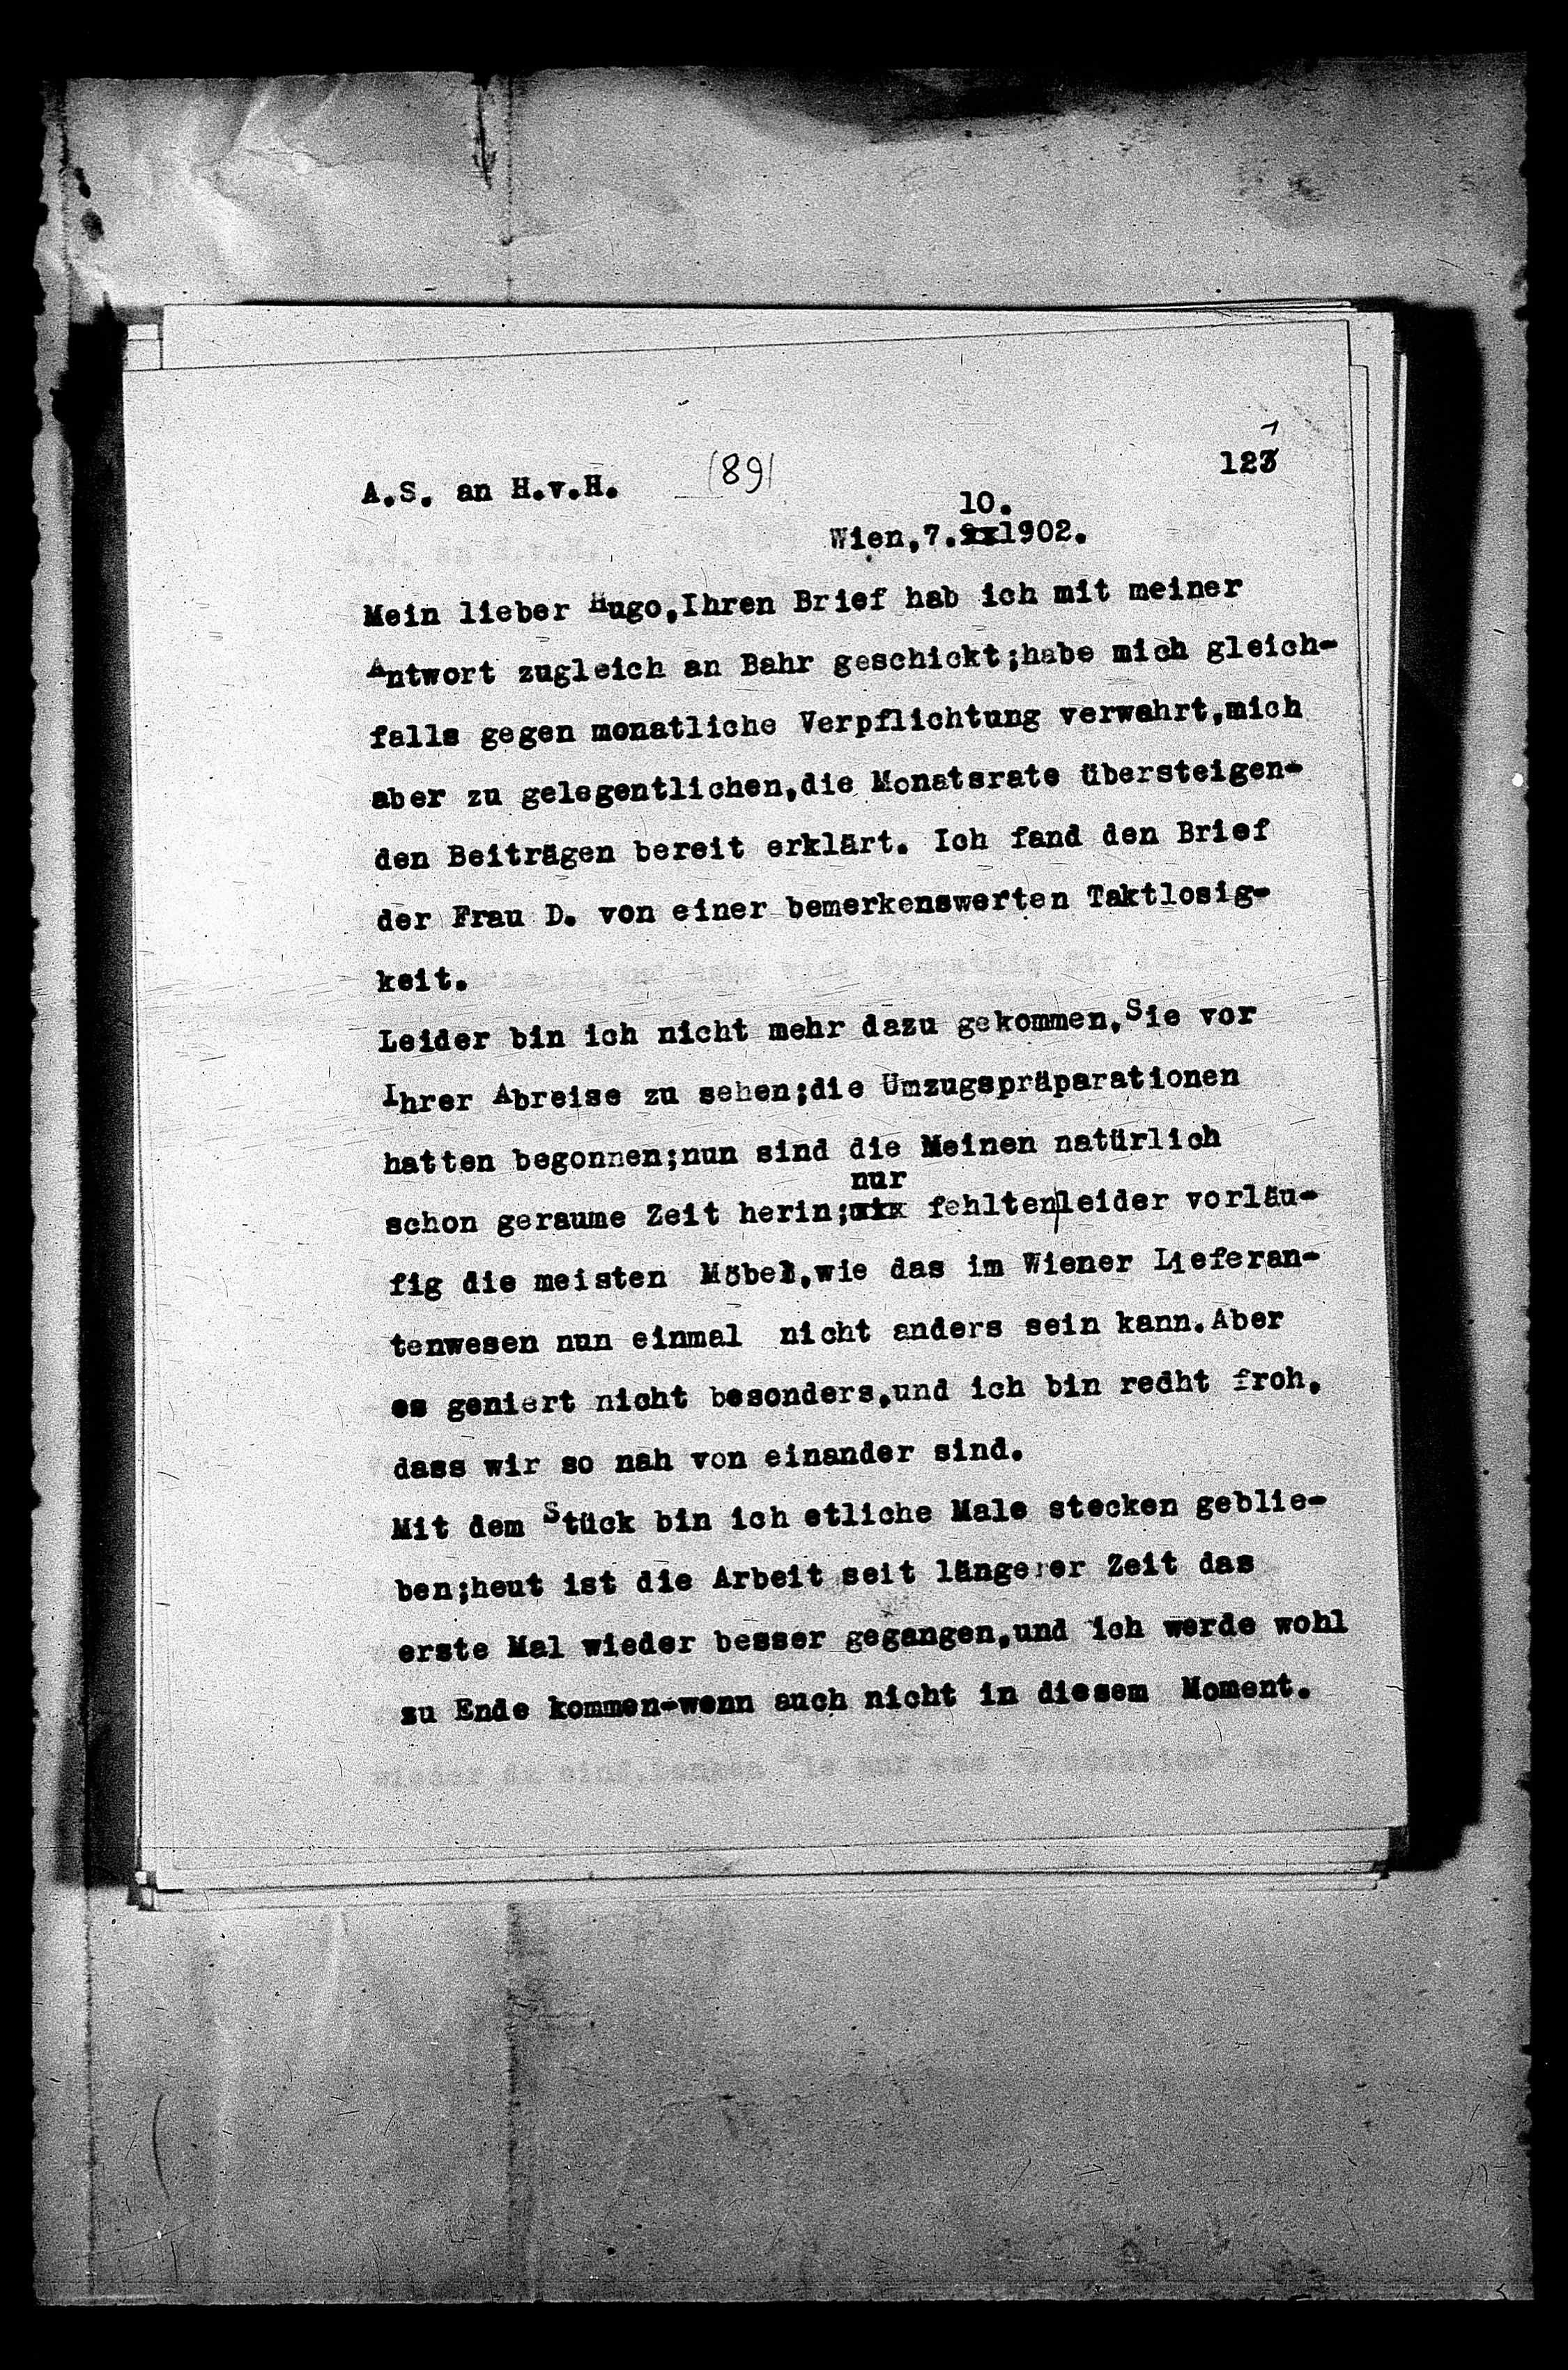 7
123
A.S. an H.v.H. (89)
10.
Wien,7.1902.
Mein lieber Hugo,Ihren Brief hab ich mit meiner
Antwort zugleich an Bahr geschickt;habe mich gleich-
falls gegen monatliche Verpflichtung verwahrt,mich
aber zu gelegentlichen,die Monatsrate übersteigen-
den Beiträgen bereit erklärt. Ich fand den Brief
der Frau D. von einer bemerkenswerten Taktlosig-
keit.
Leider bin ich nicht mehr dazu gekommen,Sie vor
Ihrer Abreise zu sehen;die Umzugspräparationen
hatten begonnen;nun sind die Meinen natürlich
nur
schon geraume Zeit herin; fehlten|leider vorläu-
fig die meisten Möbel,wie das im Wiener Lieferan-
tenwesen nun einmal nicht anders sein kann.Aber
es geniert nicht besonders,und ich bin redht froh,
dass wir so nah von einander sind.
Mit dem Stück bin ich etliche Male stecken geblie-
ben;heut ist die Arbeit seit längerer Zeit das
erste Mal wieder besser gegangen,und ich werde wohl
zu Ende kommen-wenn auch nicht in diesem Moment.